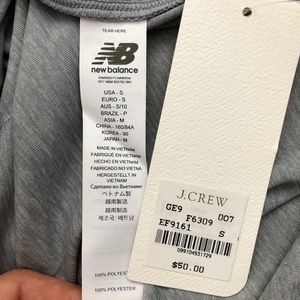 TEAR HERE
NB
new balance
USA - S
EURO - S
AUS - S/10
BRAZIL - P
ASIA - M
CHINA - 160/84A
KOREA - 90
JAPAN - M
MADE IN VIETNAM
FABRIQUÉ EN VIETNAM
HECHO EN VIETNAM
FABRICADO NO VIETNAM
HERGESTELLT IN
VIETNAM
Сделано во Вьетнаме
ベトナム製
越南製造
越南制造
제조국: 베트남
100% POLYESTER
100% POLYESTER
J.CREW
GE9 F6309 007
EF9161 S
099104531729
$50.00